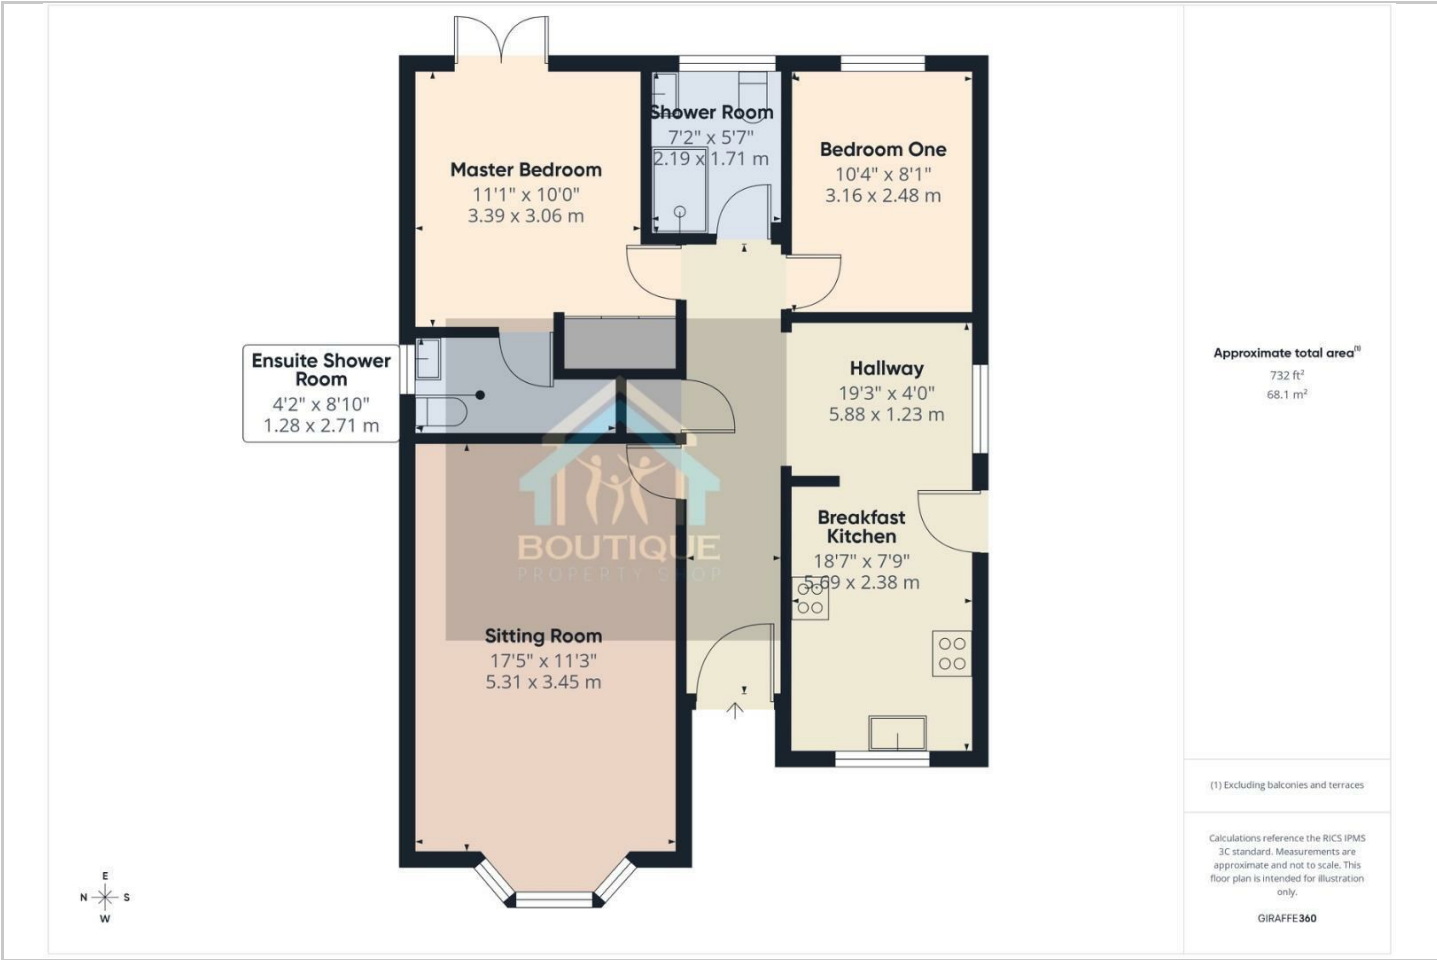 Master Bedroom
11'1" x 10'0"
3.39 x 3.06 m
Shower Room
7'2" x 5'7"
2.19 x 1.71 m
Bedroom One
10'4" x 8'1"
3.16 x 2.48 m
Ensuite Shower
Room
4'2" x 8'10"
1.28 x 2.71 m
Hallway
19'3" x 4'0"
5.88 x 1.23 m
Breakfast
Kitchen
18'7" x 7'9"
5.69 x 2.38 m
BOUTIQUE
PROPERTY SHOP
Sitting Room
17'5" x 11'3"
5.31 x 3.45 m
E
N S
W
Approximate total area(1)
732 ft²
68.1 m²
(1) Excluding balconies and terraces
Calculations reference the RICS IPMS
3C standard. Measurements are
approximate and not to scale. This
floor plan is intended for illustration
only.
GIRAFFE360